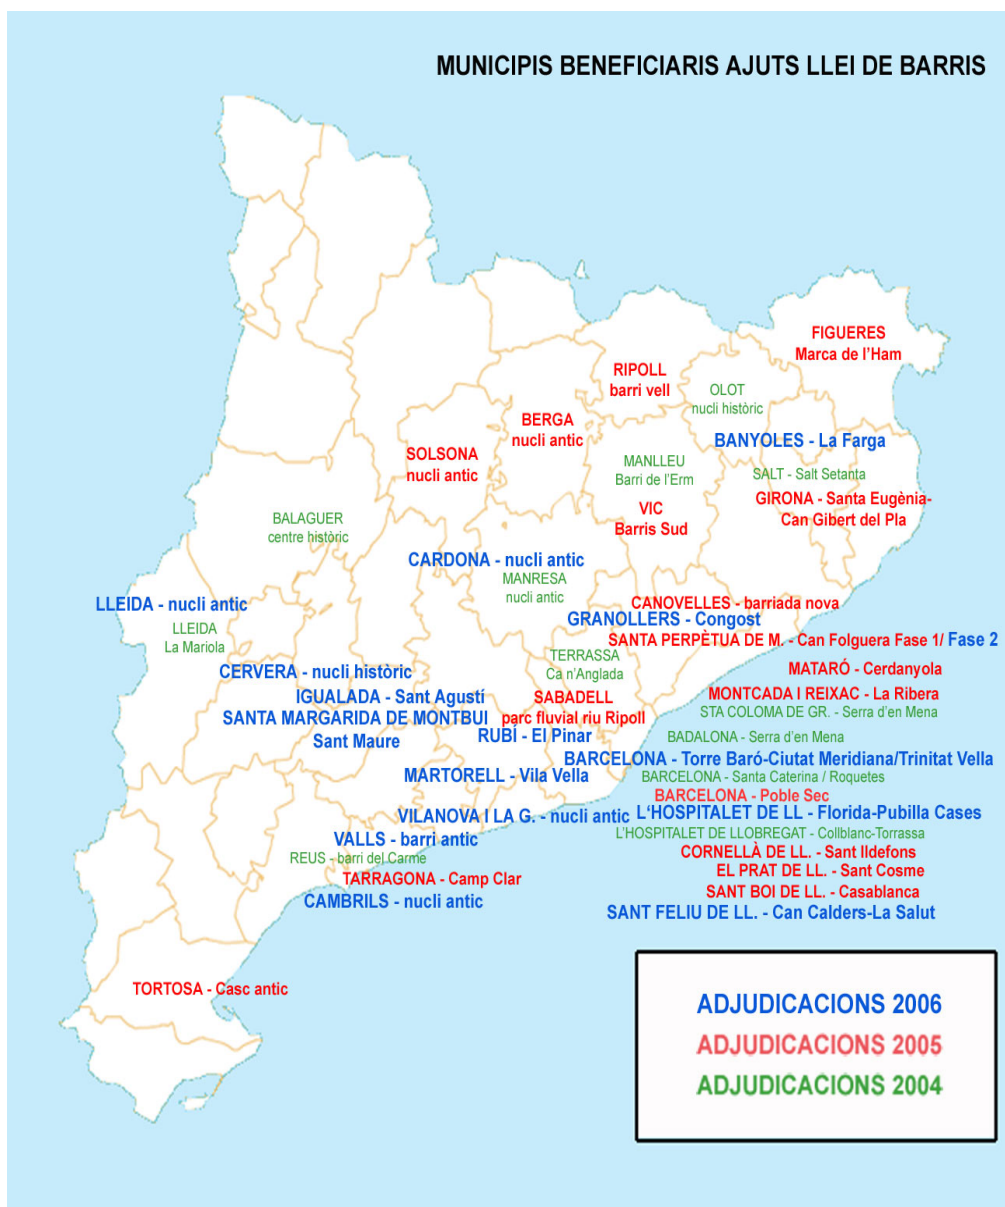 MUNICIPIS BENEFICIARIS AJUTS LLEI DE BARRIS
FIGUERES
Marca de l'Ham
RIPOLL
barri vell
OLOT
nucli històric
BERGA
nucli antic
BANYOLES - La Farga
SOLSONA
nucli antic
MANLLEU
Barri de l'Erm
SALT - Salt Setanta
GIRONA - Santa Eugènia-
Can Gibert del Pla
VIC
Barris Sud
BALAGUER
centre històric
CARDONA - nucli antic
MANRESA
nucli antic
LLEIDA - nucli antic
LLEIDA
La Mariola
CANOVELLES - barriada nova
GRANOLLERS - Congost
SANTA PERPÈTUA DE M. - Can Folguera Fase 1/ Fase 2
TERRASSA
Ca n'Anglada
MATARÓ - Cerdanyola
CERVERA - nucli històric
IGUALADA - Sant Agustí
SABADELL
parc fluvial riu Ripoll
MONTCADA I REIXAC - La Ribera
STA COLOMA DE GR. - Serra d'en Mena
SANTA MARGARIDA DE MONTBUI
Sant Maure
RUBÍ - El Pinar
BADALONA - Serra d'en Mena
BARCELONA - Torre Baró-Ciutat Meridiana/Trinitat Vella
MARTORELL - Vila Vella
BARCELONA - Santa Caterina / Roquetes
BARCELONA - Poble Sec
VILANOVA I LA G. - nucli antic
L'HOSPITALET DE LL - Florida-Pubilla Cases
L'HOSPITALET DE LLOBREGAT - Collblanc-Torrassa
VALLS - barri antic
REUS - barri del Carme
CORNELLÀ DE LL. - Sant Ildefons
EL PRAT DE LL. - Sant Cosme
TARRAGONA - Camp Clar
SANT BOI DE LL. - Casablanca
CAMBRILS - nucli antic
SANT FELIU DE LL. - Can Calders-La Salut
TORTOSA - Casc antic
ADJUDICACIONS 2006
ADJUDICACIONS 2005
ADJUDICACIONS 2004